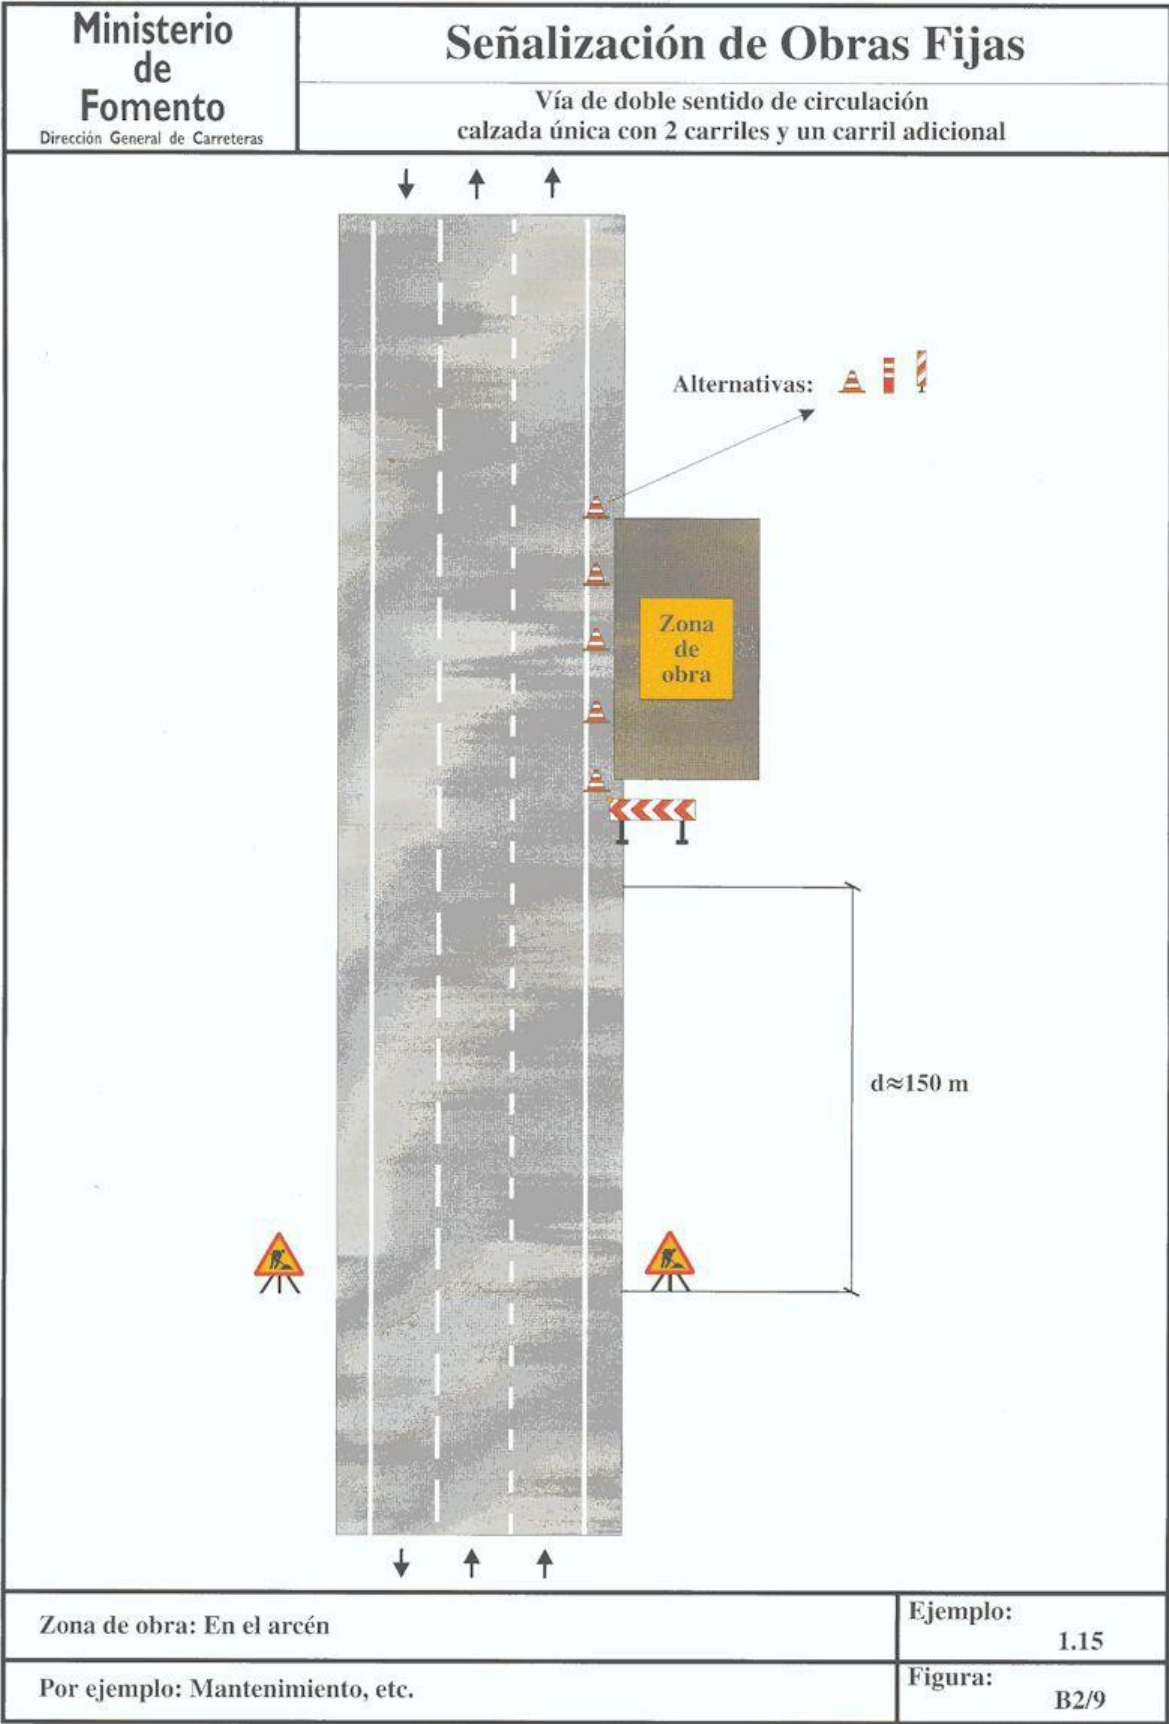 Ministerio
de
Fomento
Dirección General de Carreteras
Señalización de Obras Fijas
Vía de doble sentido de circulación
calzada única con 2 carriles y un carril adicional
Alternativas:
Zona
de
obra
d≈150 m
Zona de obra: En el arcén
Ejemplo:
1.15
Por ejemplo: Mantenimiento, etc.
Figura:
B2/9